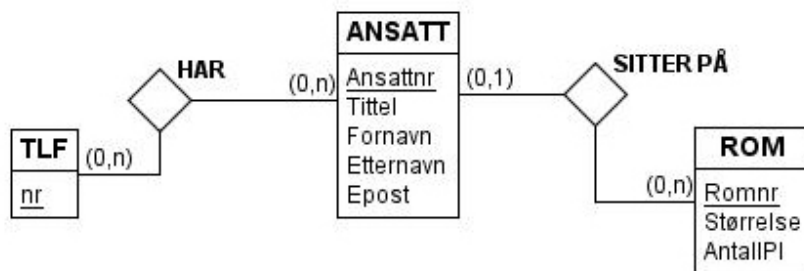 ANSATT
Ansattnr
Tittel
Fornavn
Etternavn
Epost
HAR
(0,n)
(0,1)
SITTER PÅ
TLF
nr
(0,n)
(0,n)
ROM
Romnr
Størrelse
AntallPl